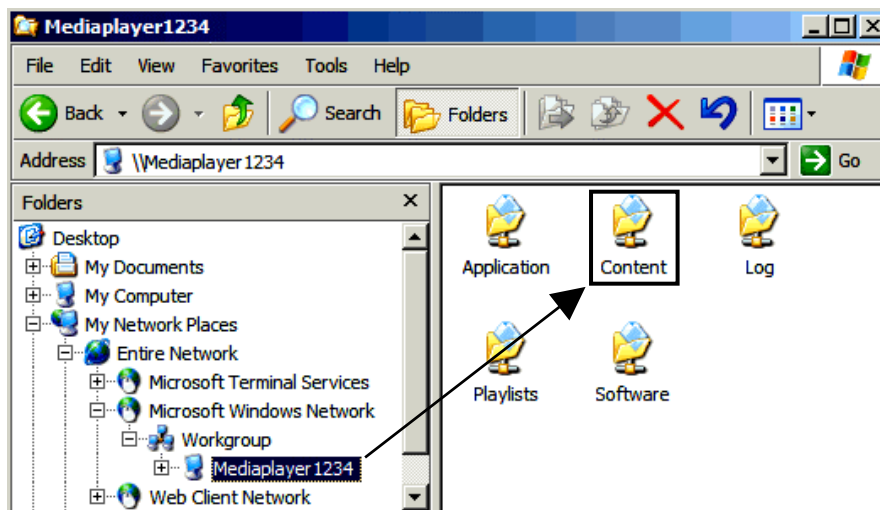 Mediaplayer1234
File Edit View Favorites Tools Help
Back Search Folders
Address \\Mediaplayer1234 Go
Folders
Desktop
My Documents
My Computer
My Network Places
Entire Network
Microsoft Terminal Services
Microsoft Windows Network
Workgroup
Mediaplayer1234
Web Client Network
Application Content Log
Playlists Software